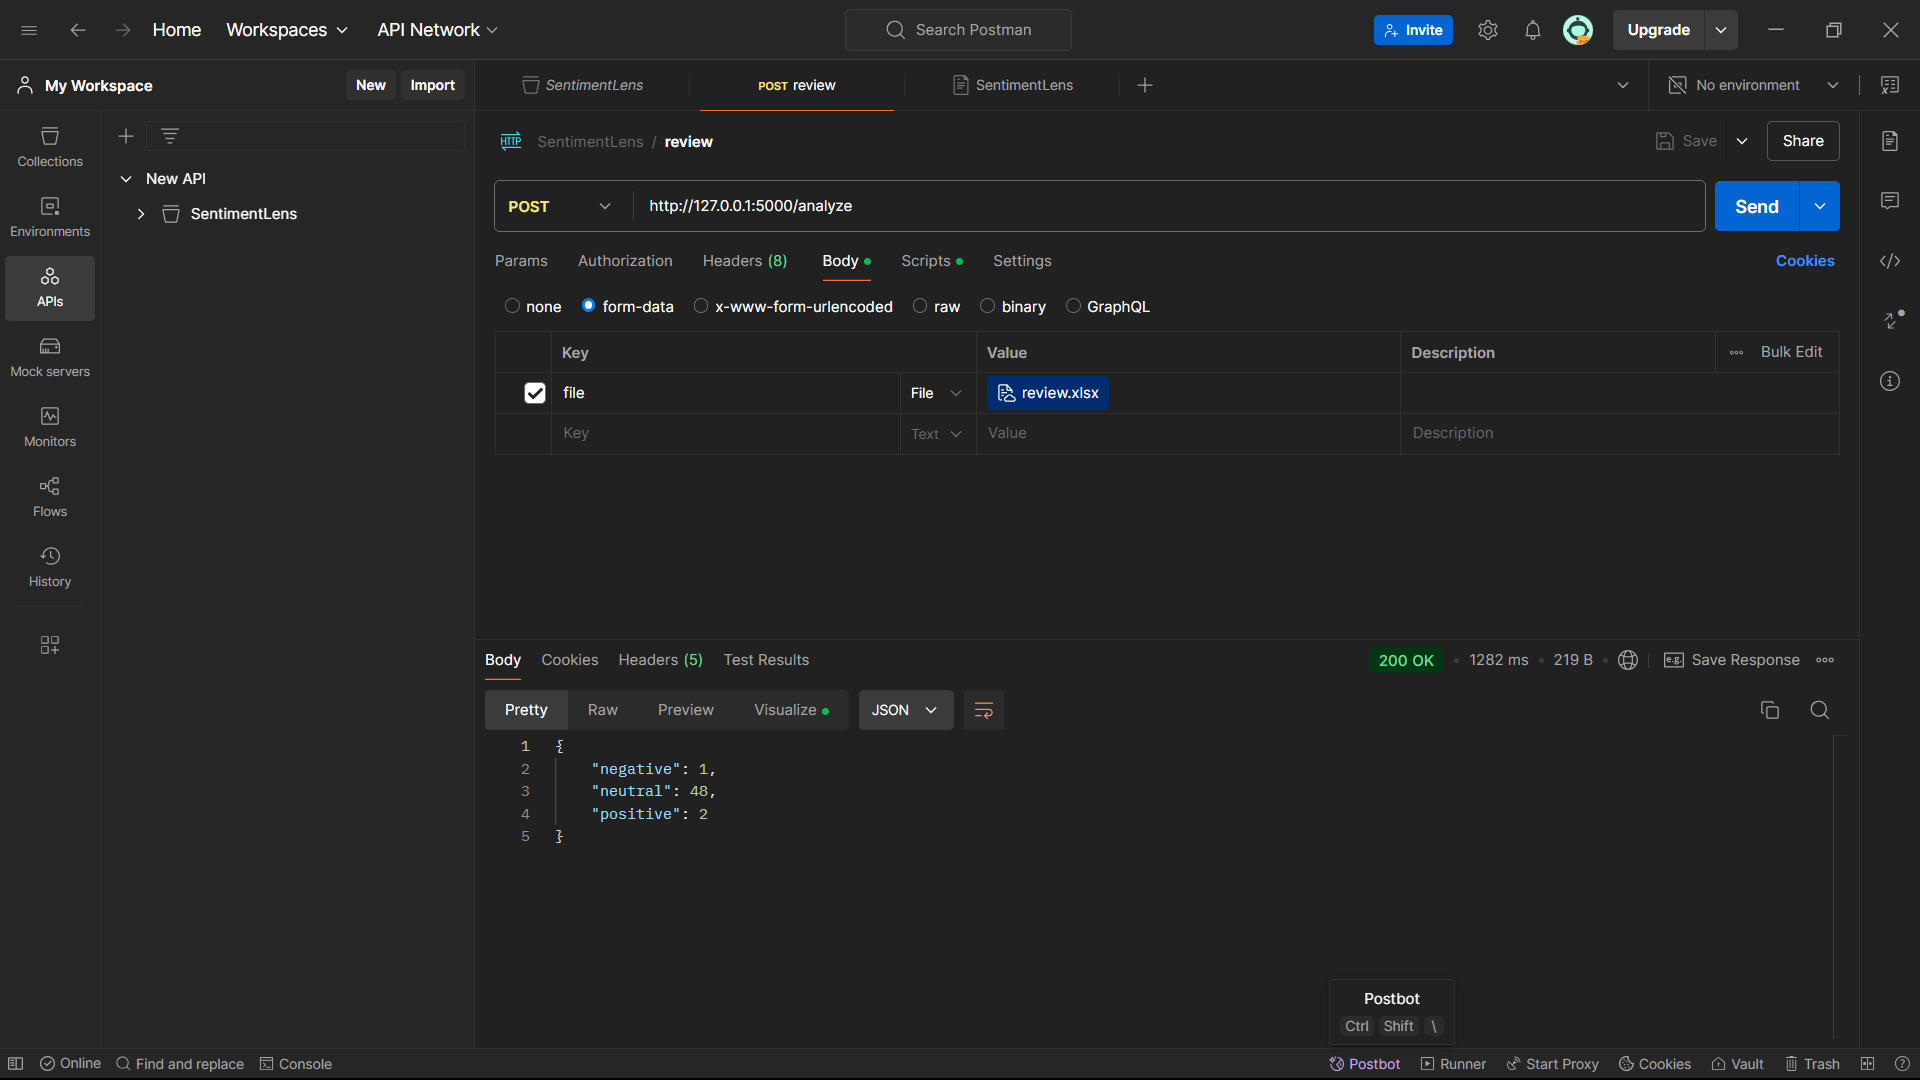 Home Workspaces API Network Search Postman Invite Upgrade
My Workspace New Import SentimentLens POST review SentimentLens No environment
Collections
Environments
APIs
Mock servers
Monitors
Flows
History
New API
SentimentLens
HTTP SentimentLens / review Save Share
POST http://127.0.0.1:5000/analyze Send
Params Authorization Headers (8) Body Scripts Settings Cookies
none form-data x-www-form-urlencoded raw binary GraphQL
Key Value Description Bulk Edit
file File review.xlsx
Key Text Value Description
Body Cookies Headers (5) Test Results 200 OK 1282 ms 219 B e.g. Save Response
Pretty Raw Preview Visualize JSON
1 {
2 "negative": 1,
3 "neutral": 48,
4 "positive": 2
5 }
Postbot
Ctrl Shift \
Online Find and replace Console Postbot Runner Start Proxy Cookies Vault Trash